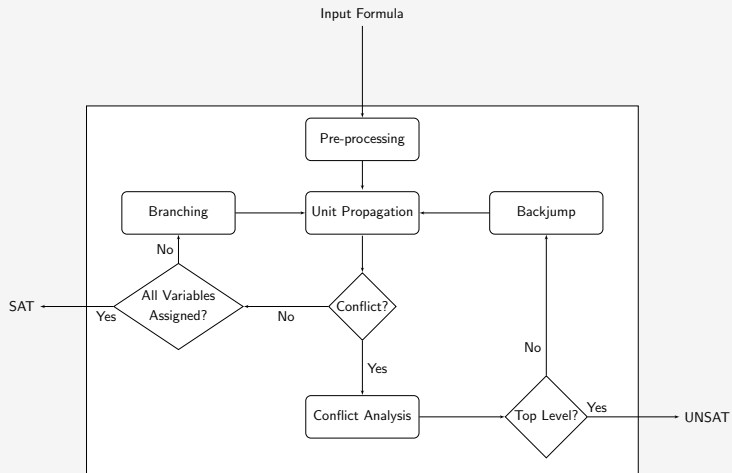 Input Formula
Pre-processing
Branching
Unit Propagation
Backjump
No
All Variables
Assigned?
SAT
Yes
No
Conflict?
Yes
No
Conflict Analysis
Top Level?
Yes
UNSAT